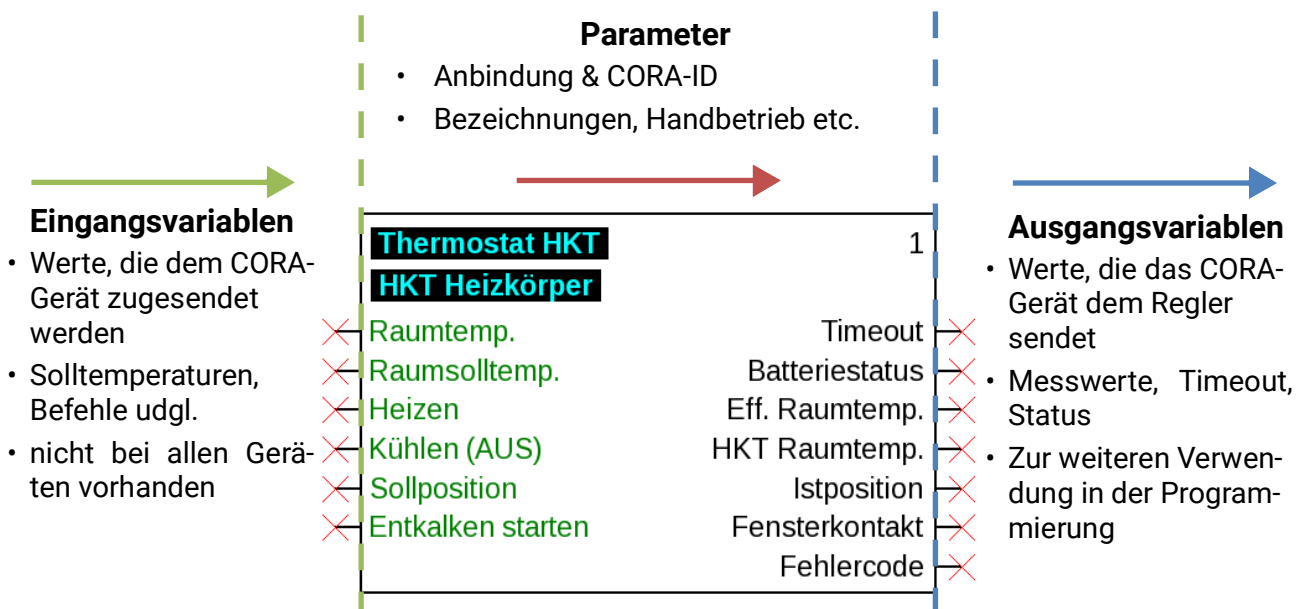 Parameter
• Anbindung & CORA-ID
• Bezeichnungen, Handbetrieb etc.
Eingangsvariablen
• Werte, die dem CORA-
Gerät zugesendet
werden
• Solltemperaturen,
Befehle udgl.
• nicht bei allen Gerä-
ten vorhanden
Thermostat HKT 1
HKT Heizkörper
Raumtemp.
Raumsolltemp.
Heizen
Kühlen (AUS)
Sollposition
Entkalken starten
Timeout
Batteriestatus
Eff. Raumtemp.
HKT Raumtemp.
Istposition
Fensterkontakt
Fehlercode
Ausgangsvariablen
• Werte, die das CORA-
Gerät dem Regler
sendet
• Messwerte, Timeout,
Status
• Zur weiteren Verwen-
dung in der Program-
mierung